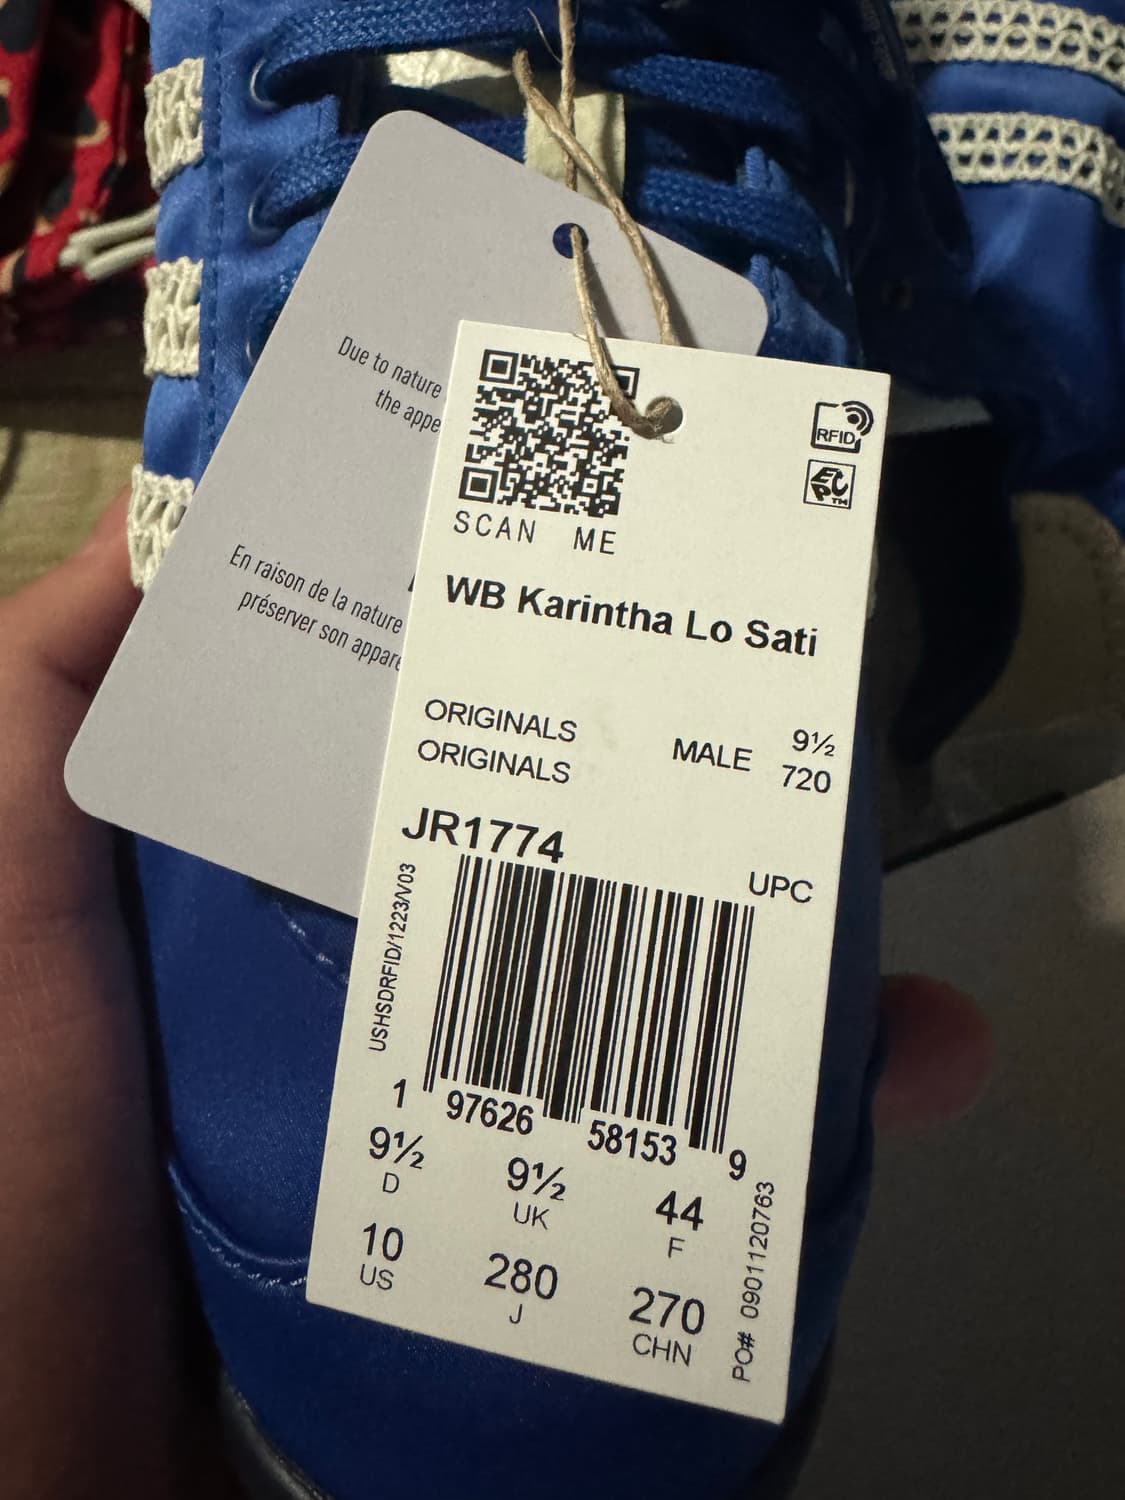 Due to nature
the appe
En raison de la nature
préserver son appare
SCAN ME
RFID
EPC TM
WB Karintha Lo Sati
ORIGINALS
ORIGINALS
MALE
9½
720
JR1774
UPC
USHSDRFID/1223/V03
1 97626 58153 9
9½ 9½ 44
D UK F
10 280 270
US J CHN
PO# 0901120763